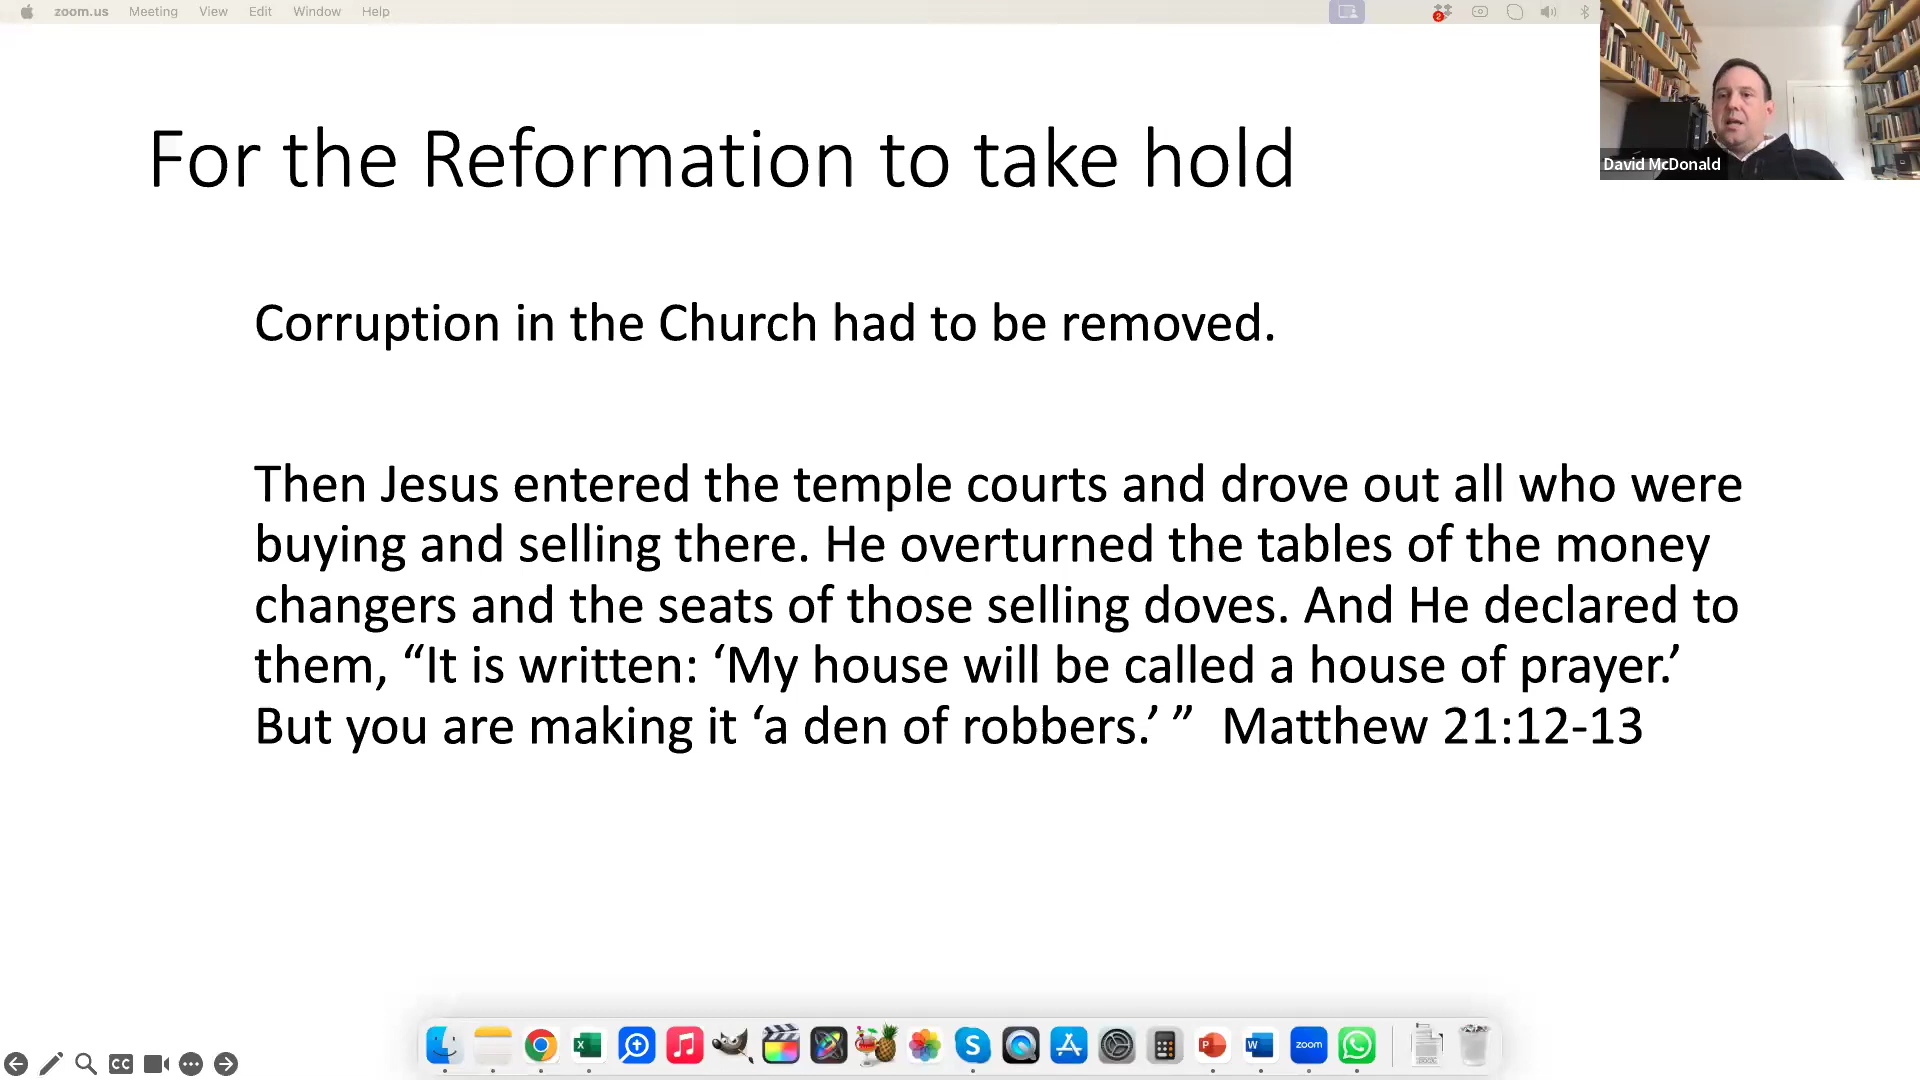 zoom.us Meeting View Edit Window Help
2
David McDonald
For the Reformation to take hold
Corruption in the Church had to be removed.
Then Jesus entered the temple courts and drove out all who were
buying and selling there. He overturned the tables of the money
changers and the seats of those selling doves. And He declared to
them, “It is written: ‘My house will be called a house of prayer.’
But you are making it ‘a den of robbers.’ ” Matthew 21:12-13
CC
X
S
P
W
zoom